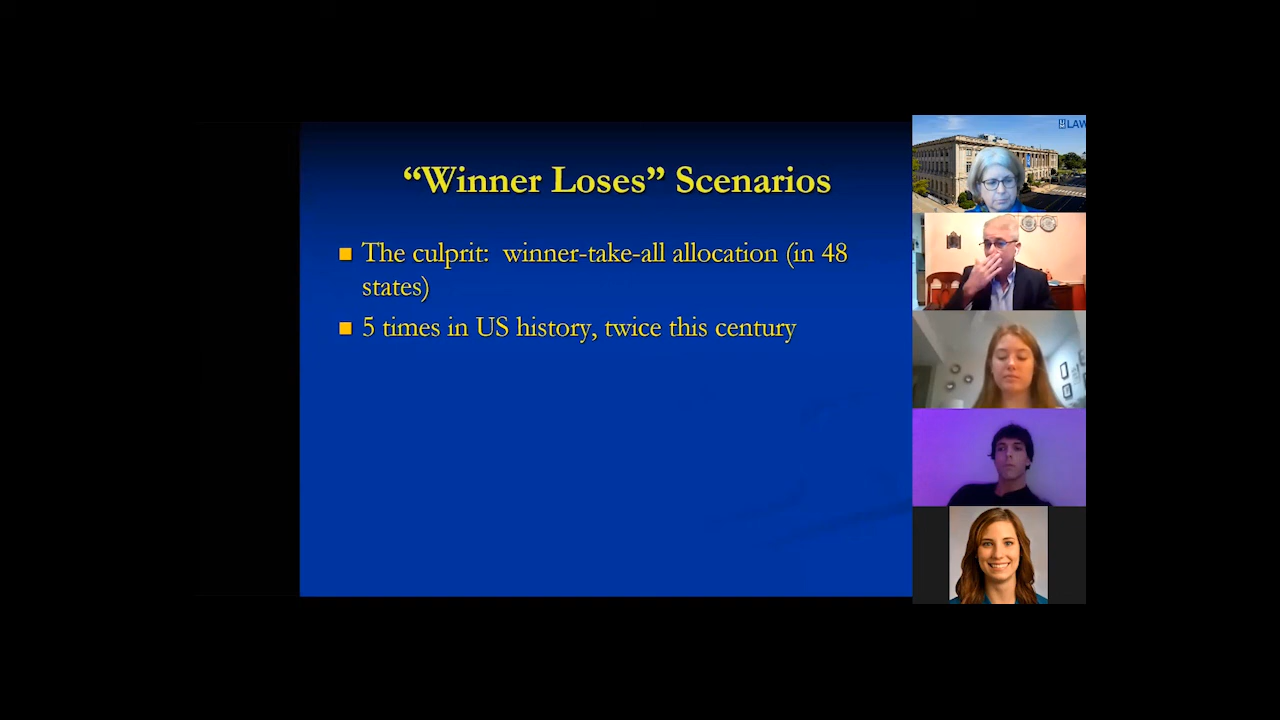 LAW
“Winner Loses” Scenarios
The culprit:  winner-take-all allocation (in 48
states)
5 times in US history, twice this century